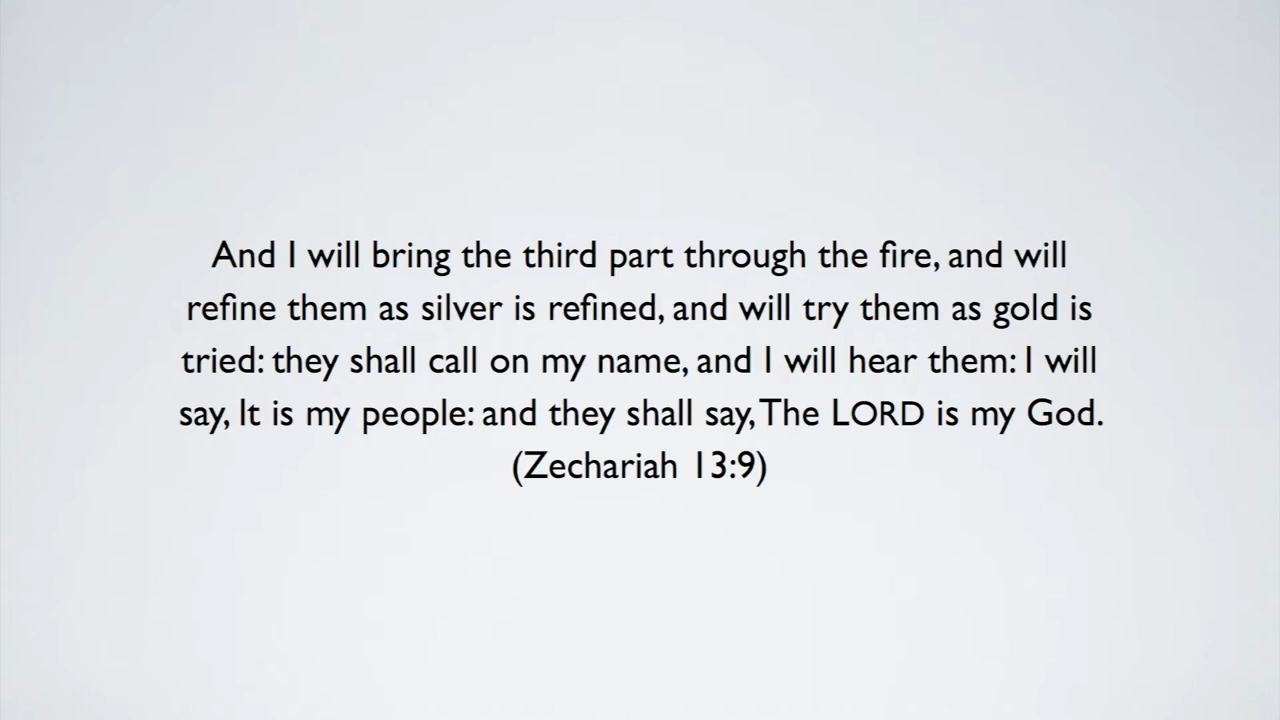 And I will bring the third part through the fire, and will
refine them as silver is refined, and will try them as gold is
tried: they shall call on my name, and I will hear them: I will
say, It is my people: and they shall say, The LORD is my God.
(Zechariah 13:9)